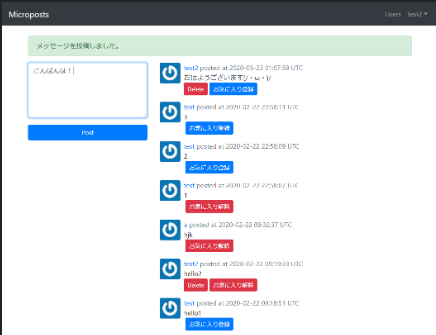 Microposts
Users test2
メッセージを投稿しました。
こんばんは！
Post
test2 posted at 2020-05-22 01:07:59 UTC
おはようございます(/・ω・)/
Delete お気に入り登録
test posted at 2020-02-22 22:58:11 UTC
3
お気に入り登録
test posted at 2020-02-22 22:58:09 UTC
2
お気に入り登録
test posted at 2020-02-22 22:58:07 UTC
1
お気に入り解除
a posted at 2020-02-22 09:32:37 UTC
hjk
お気に入り解除
test2 posted at 2020-02-22 09:19:33 UTC
hello2
Delete お気に入り解除
test posted at 2020-02-22 09:18:51 UTC
hello1
お気に入り登録